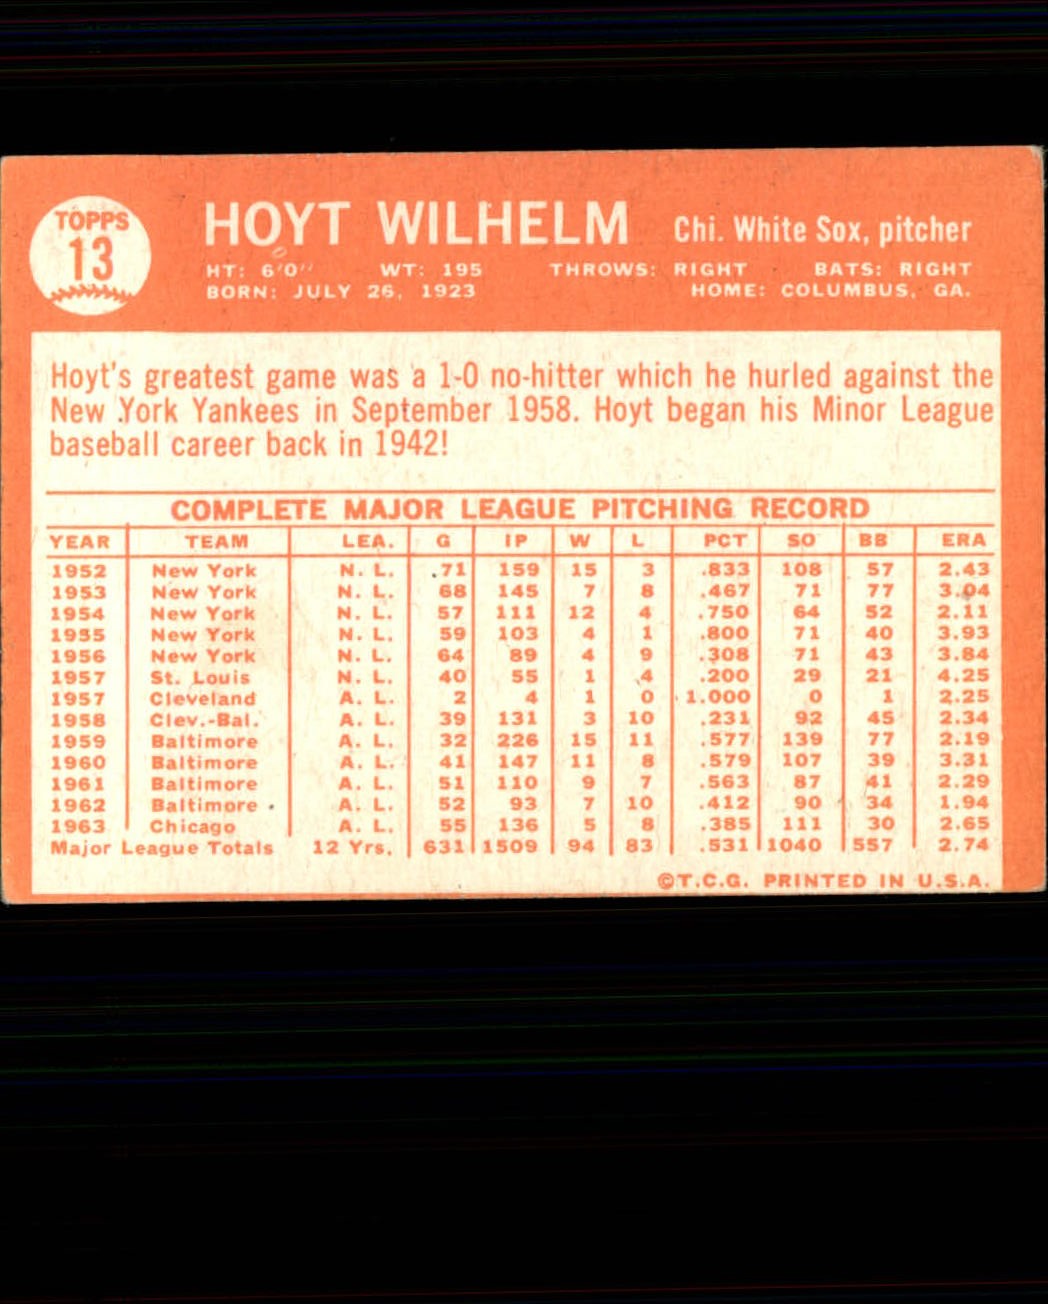 TOPPS
13
HOYT WILHELM Chi. White Sox, pitcher
HT: 6'0" WT: 195 THROWS: RIGHT BATS: RIGHT
BORN: JULY 26, 1923 HOME: COLUMBUS, GA.
Hoyt's greatest game was a 1-0 no-hitter which he hurled against the
New York Yankees in September 1958. Hoyt began his Minor League
baseball career back in 1942!
COMPLETE MAJOR LEAGUE PITCHING RECORD
YEAR TEAM LEA. G IP W L PCT SO BB ERA
1952 New York N. L. 71 159 15 3 .833 108 57 2.43
1953 New York N. L. 68 145 7 8 .467 71 77 3.04
1954 New York N. L. 57 111 12 4 .750 64 52 2.11
1955 New York N. L. 59 103 4 1 .800 71 40 3.93
1956 New York N. L. 64 89 4 9 .308 71 43 3.84
1957 St. Louis N. L. 40 55 1 4 .200 29 21 4.25
1957 Cleveland A. L. 2 4 1 0 1.000 0 1 2.25
1958 Clev.-Bal. A. L. 39 131 3 10 .231 92 45 2.34
1959 Baltimore A. L. 32 226 15 11 .577 139 77 2.19
1960 Baltimore A. L. 41 147 11 8 .579 107 39 3.31
1961 Baltimore A. L. 51 110 9 7 .563 87 41 2.29
1962 Baltimore A. L. 52 93 7 10 .412 90 34 1.94
1963 Chicago A. L. 55 136 5 8 .385 111 30 2.65
Major League Totals 12 Yrs. 631 1509 94 83 .531 1040 557 2.74
©T.C.G. PRINTED IN U.S.A.